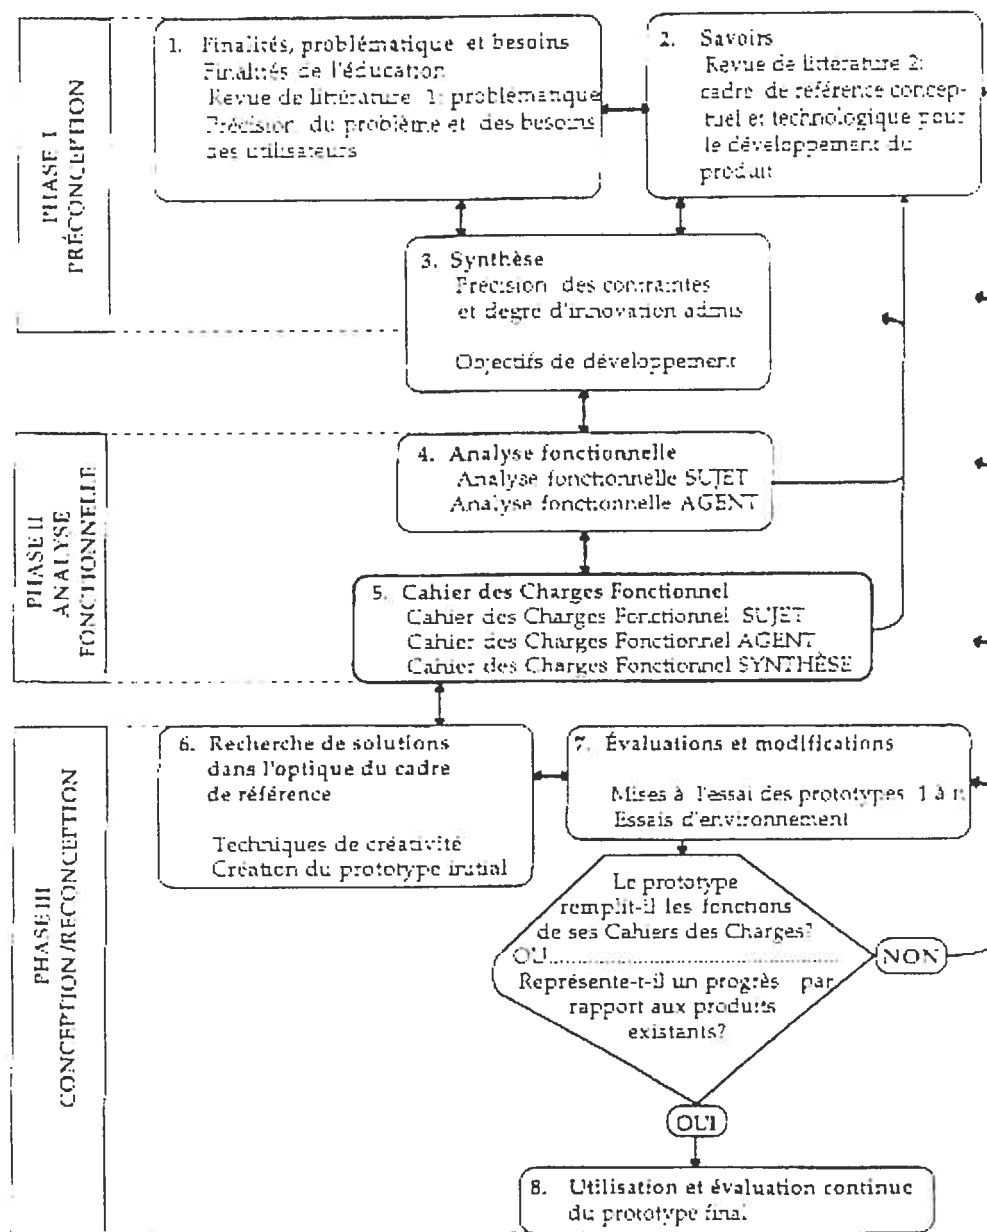 PHASE I
PRÉCONCEPTION
1. Finalités, problématique et besoins
Finalités de l'éducation
Revue de littérature 1: problématique
Précision du problème et des besoins
des utilisateurs
2. Savoirs
Revue de littérature 2:
cadre de référence concep-
tuel et technologique pour
le développement du
produit
3. Synthèse
Précision des contraintes
et degré d'innovation admis
Objectifs de développement
PHASE II
ANALYSE
FONCTIONNELLE
4. Analyse fonctionnelle
Analyse fonctionnelle SUJET
Analyse fonctionnelle AGENT
5. Cahier des Charges Fonctionnel
Cahier des Charges Fonctionnel SUJET
Cahier des Charges Fonctionnel AGENT
Cahier des Charges Fonctionnel SYNTHÈSE
PHASE III
CONCEPTION/RECONCEPTION
6. Recherche de solutions
dans l'optique du cadre
de référence
Techniques de créativité
Création du prototype initial
7. Évaluations et modifications
Mises à l'essai des prototypes 1 à n
Essais d'environnement
Le prototype
remplit-il les fonctions
de ses Cahiers des Charges?
OU............................................
Représente-t-il un progrès par
rapport aux produits
existants?
NON
OUI
8. Utilisation et évaluation continue
du prototype final